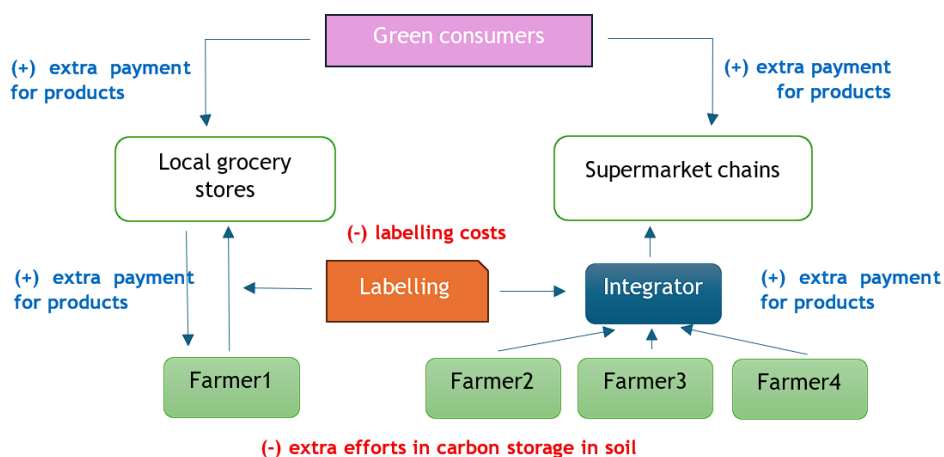 Green consumers
(+) extra payment
for products
(+) extra payment
for products
Local grocery
stores
Supermarket chains
(-) labelling costs
(+) extra payment
for products
Labelling
Integrator
(+) extra payment
for products
Farmer1
Farmer2
Farmer3
Farmer4
(-) extra efforts in carbon storage in soil